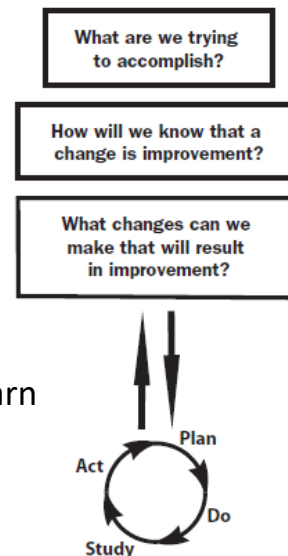 What are we trying
to accomplish?
How will we know that a
change is improvement?
What changes can we
make that will result
in improvement?
arn
Plan
Act
Do
Study